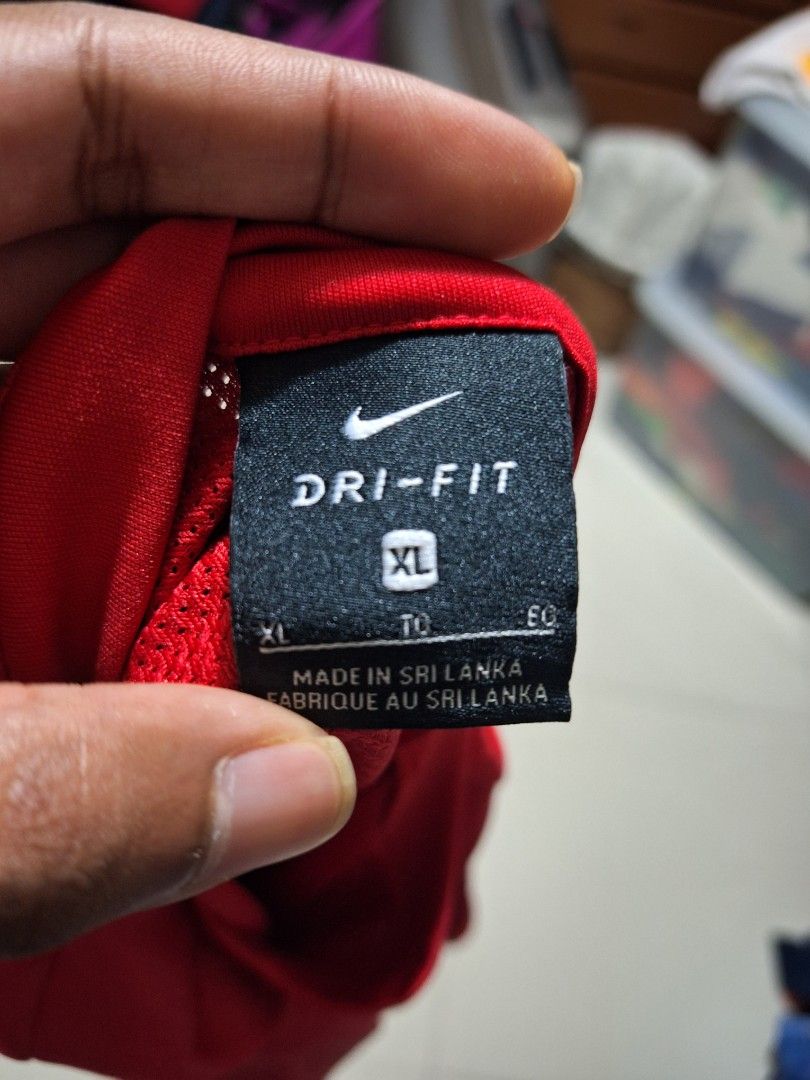 DRI-FIT
XL
XL TG EG
MADE IN SRI LANKA
FABRIQUE AU SRI LANKA